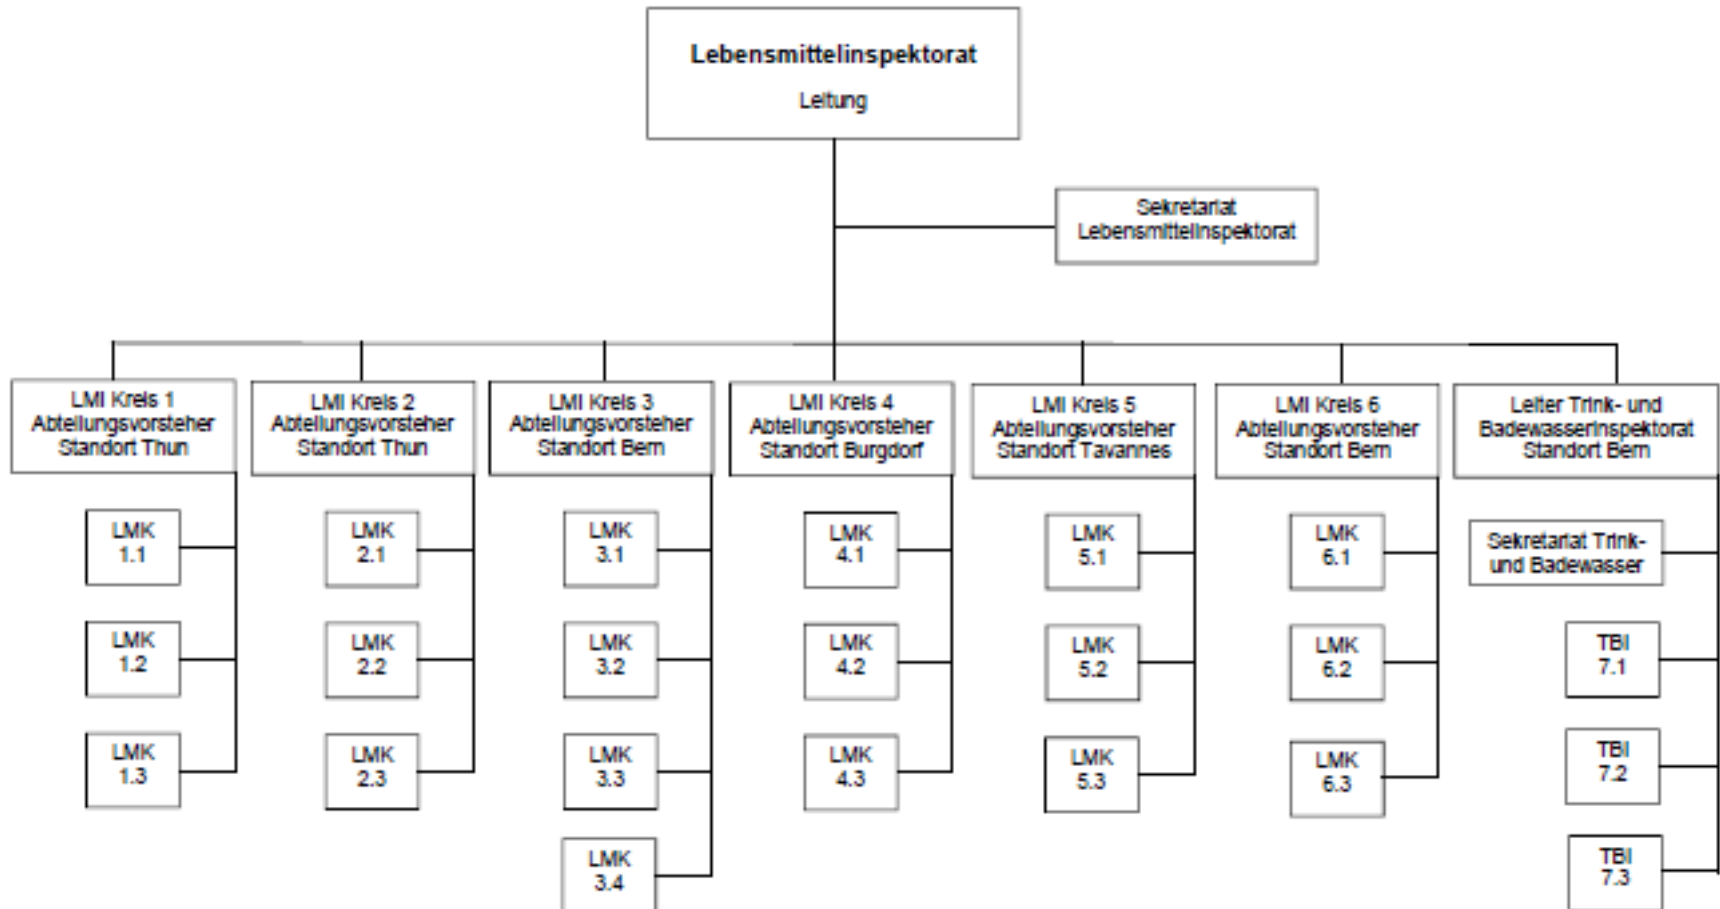 Lebensmittelinspektorat
Leitung
Sekretariat
Lebensmittelinspektorat
LMI Kreis 1
Abteilungsvorsteher
Standort Thun
LMI Kreis 2
Abteilungsvorsteher
Standort Thun
LMI Kreis 3
Abteilungsvorsteher
Standort Bern
LMI Kreis 4
Abteilungsvorsteher
Standort Burgdorf
LMI Kreis 5
Abteilungsvorsteher
Standort Tavannes
LMI Kreis 6
Abteilungsvorsteher
Standort Bern
Leiter Trink- und
Badewasserinspektorat
Standort Bern
LMK
1.1
LMK
1.2
LMK
1.3
LMK
2.1
LMK
2.2
LMK
2.3
LMK
3.1
LMK
3.2
LMK
3.3
LMK
3.4
LMK
4.1
LMK
4.2
LMK
4.3
LMK
5.1
LMK
5.2
LMK
5.3
LMK
6.1
LMK
6.2
LMK
6.3
Sekretariat Trink-
und Badewasser
TBI
7.1
TBI
7.2
TBI
7.3